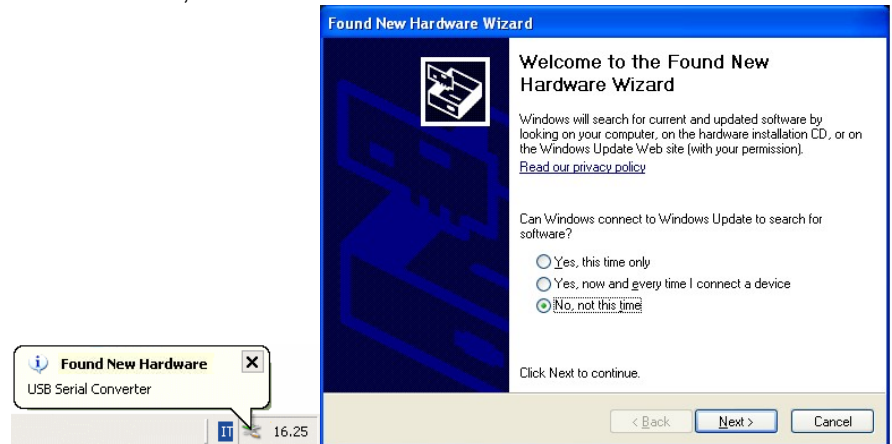 Found New Hardware Wizard
Welcome to the Found New
Hardware Wizard
Windows will search for current and updated software by
looking on your computer, on the hardware installation CD, or on
the Windows Update Web site (with your permission).
Read our privacy policy
Can Windows connect to Windows Update to search for
software?
Yes, this time only
Yes, now and every time I connect a device
No, not this time
Click Next to continue.
< Back
Next >
Cancel
Found New Hardware
USB Serial Converter
IT
16.25